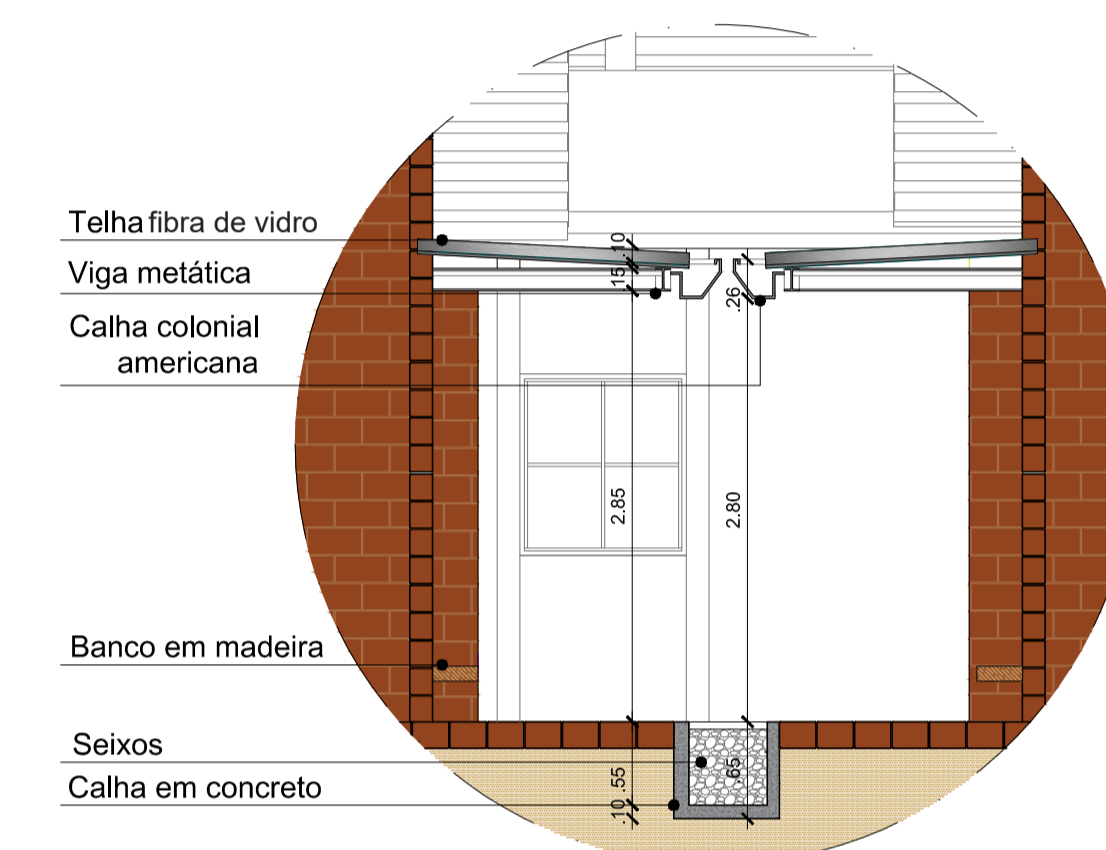 Telha fibra de vidro
Viga metática
Calha colonial
americana
Banco em madeira
Seixos
Calha em concreto
.10
.15
.26
2.85
2.80
.55
.10
.65